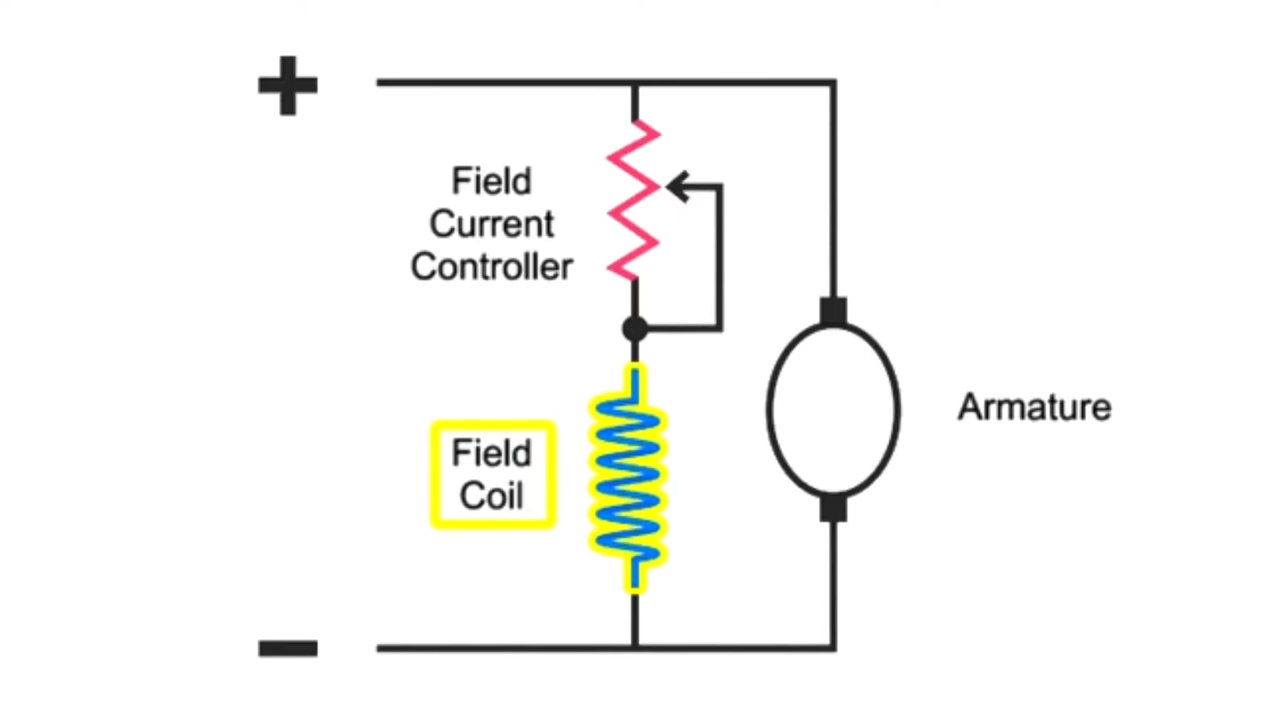 +
Field
Current
Controller
Field
Coil
Armature
−